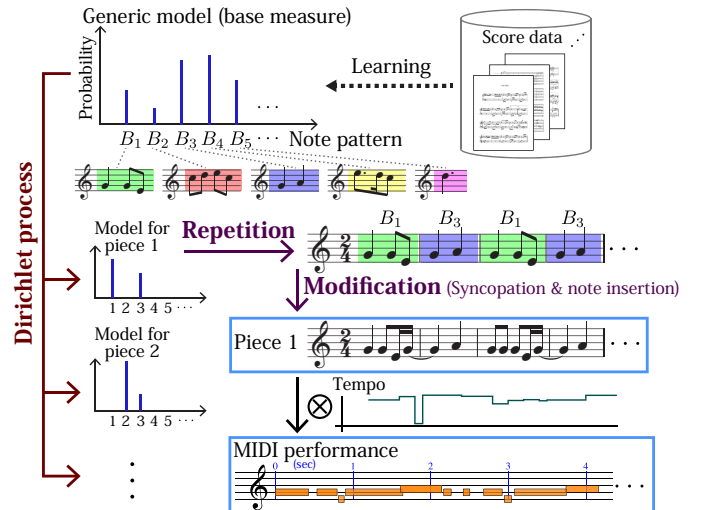 Generic model (base measure)
Probability
B1 B2 B3 B4 B5 ···
Note pattern
Learning
Score data
Dirichlet process
Model for
piece 1
1 2 3 4 5 ···
Repetition
B1 B3 B1 B3
2
4
···
Modification (Syncopation & note insertion)
Model for
piece 2
1 2 3 4 5 ···
Piece 1
2
4
···
Tempo
MIDI performance
0 (sec) 1 2 3 4
···